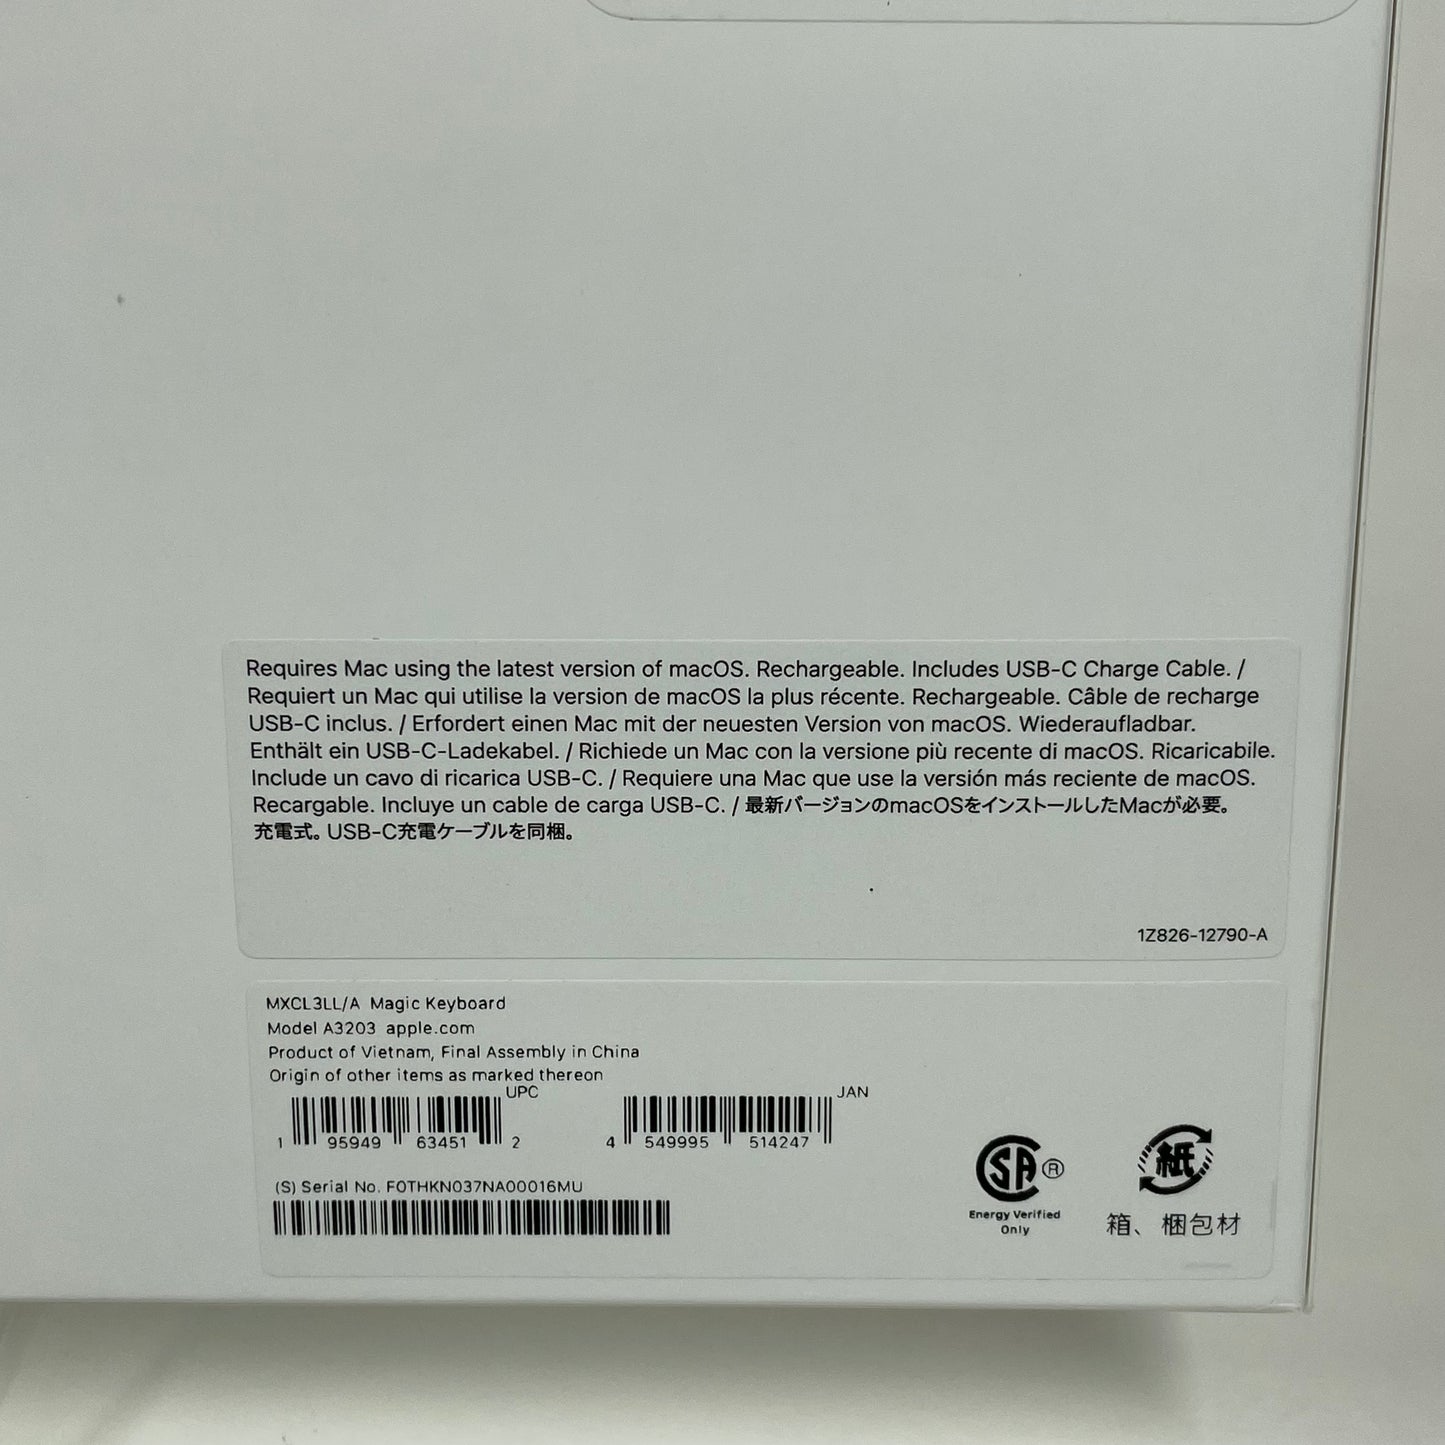 Requires Mac using the latest version of macOS. Rechargeable. Includes USB-C Charge Cable. /
Requiert un Mac qui utilise la version de macOS la plus récente. Rechargeable. Câble de recharge
USB-C inclus. / Erfordert einen Mac mit der neuesten Version von macOS. Wiederaufladbar.
Enthält ein USB-C-Ladekabel. / Richiede un Mac con la versione più recente di macOS. Ricaricabile.
Include un cavo di ricarica USB-C. / Requiere una Mac que use la versión más reciente de macOS.
Recargable. Incluye un cable de carga USB-C. / 最新バージョンのmacOSをインストールしたMacが必要。
充電式。USB-C充電ケーブルを同梱。
1Z826-12790-A
MXCL3LL/A Magic Keyboard
Model A3203 apple.com
Product of Vietnam, Final Assembly in China
Origin of other items as marked thereon
UPC
1 95949 63451 2
JAN
4 549995 514247
(S) Serial No. F0THKN037NA00016MU
SA ®
Energy Verified
Only
紙
箱、梱包材